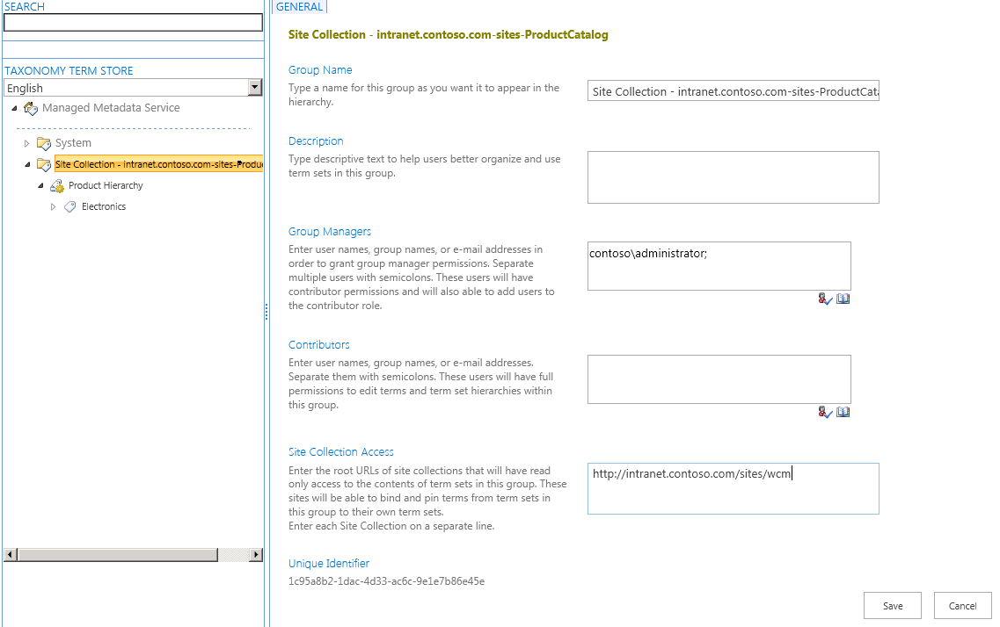 SEARCH
TAXONOMY TERM STORE
English
Managed Metadata Service
System
Site Collection - intranet.contoso.com-sites-Produ
Product Hierarchy
Electronics
GENERAL
Site Collection - intranet.contoso.com-sites-ProductCatalog
Group Name
Type a name for this group as you want it to appear in the
hierarchy.
Site Collection - intranet.contoso.com-sites-ProductCata
Description
Type descriptive text to help users better organize and use
term sets in this group.
Group Managers
Enter user names, group names, or e-mail addresses in
order to grant group manager permissions. Separate
multiple users with semicolons. These users will have
contributor permissions and will also able to add users to
the contributor role.
contoso\administrator;
Contributors
Enter user names, group names, or e-mail addresses.
Separate them with semicolons. These users will have full
permissions to edit terms and term set hierarchies within
this group.
Site Collection Access
Enter the root URLs of site collections that will have read
only access to the contents of term sets in this group. These
sites will be able to bind and pin terms from term sets in
this group to their own term sets.
Enter each Site Collection on a separate line.
http://intranet.contoso.com/sites/wcm
Unique Identifier
1c95a8b2-1dac-4d33-ac6c-9e1e7b86e45e
Save
Cancel